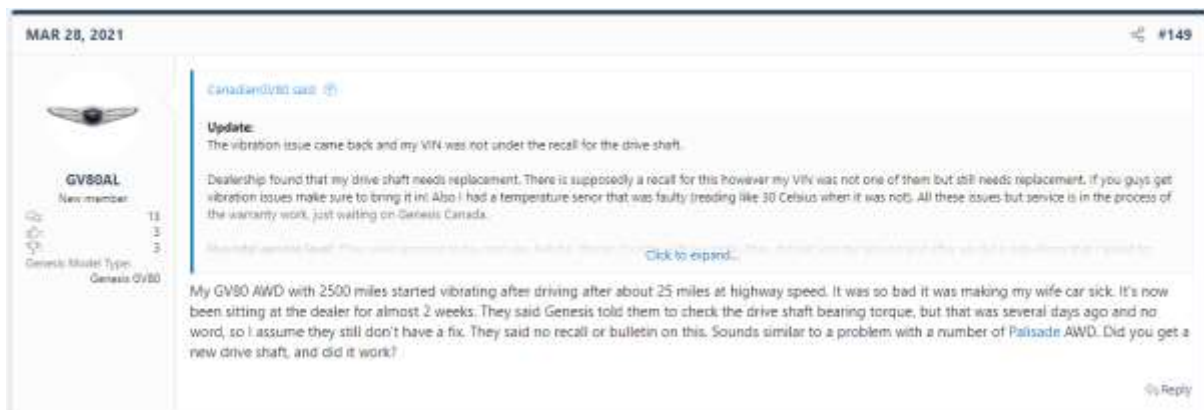 MAR 28, 2021
#149
CanadianGV80 said:
Update:
The vibration issue came back and my VIN was not under the recall for the drive shaft.
Dealership found that my drive shaft needs replacement. There is supposedly a recall for this however my VIN was not one of them but still needs replacement. If you guys get
vibration issues make sure to bring it in! Also I had a temperature senor that was faulty (reading like 30 Celsius when it was not). All these issues but service is in the process of
the warranty work, just waiting on Genesis Canada.
Click to expand...
GV80AL
New member
13
3
3
Genesis Model Type:
Genesis GV80
My GV80 AWD with 2500 miles started vibrating after driving after about 25 miles at highway speed. It was so bad it was making my wife car sick. It's now
been sitting at the dealer for almost 2 weeks. They said Genesis told them to check the drive shaft bearing torque, but that was several days ago and no
word, so I assume they still don't have a fix. They said no recall or bulletin on this. Sounds similar to a problem with a number of Palisade AWD. Did you get a
new drive shaft, and did it work?
Reply